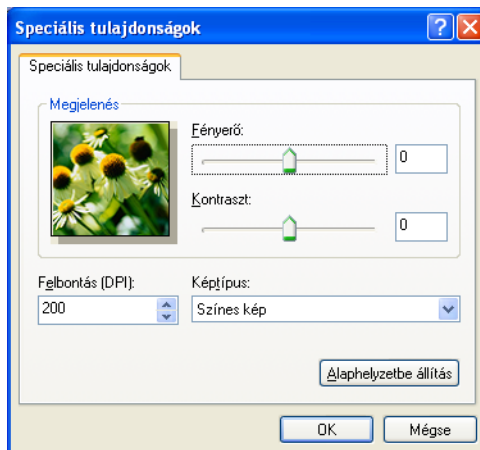 Speciális tulajdonságok
Speciális tulajdonságok
Megjelenés
Fényerő:
0
Kontraszt:
0
Felbontás (DPI):
Képtípus:
200
Színes kép
Alaphelyzetbe állítás
OK
Mégse